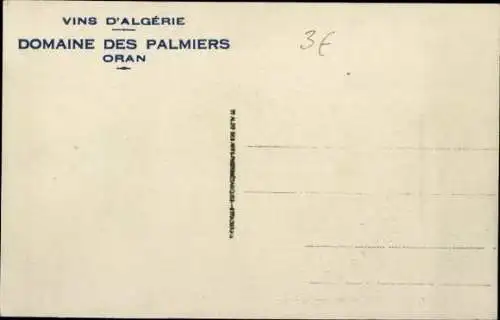 VINS D'ALGÉRIE
DOMAINE DES PALMIERS
ORAN
3€